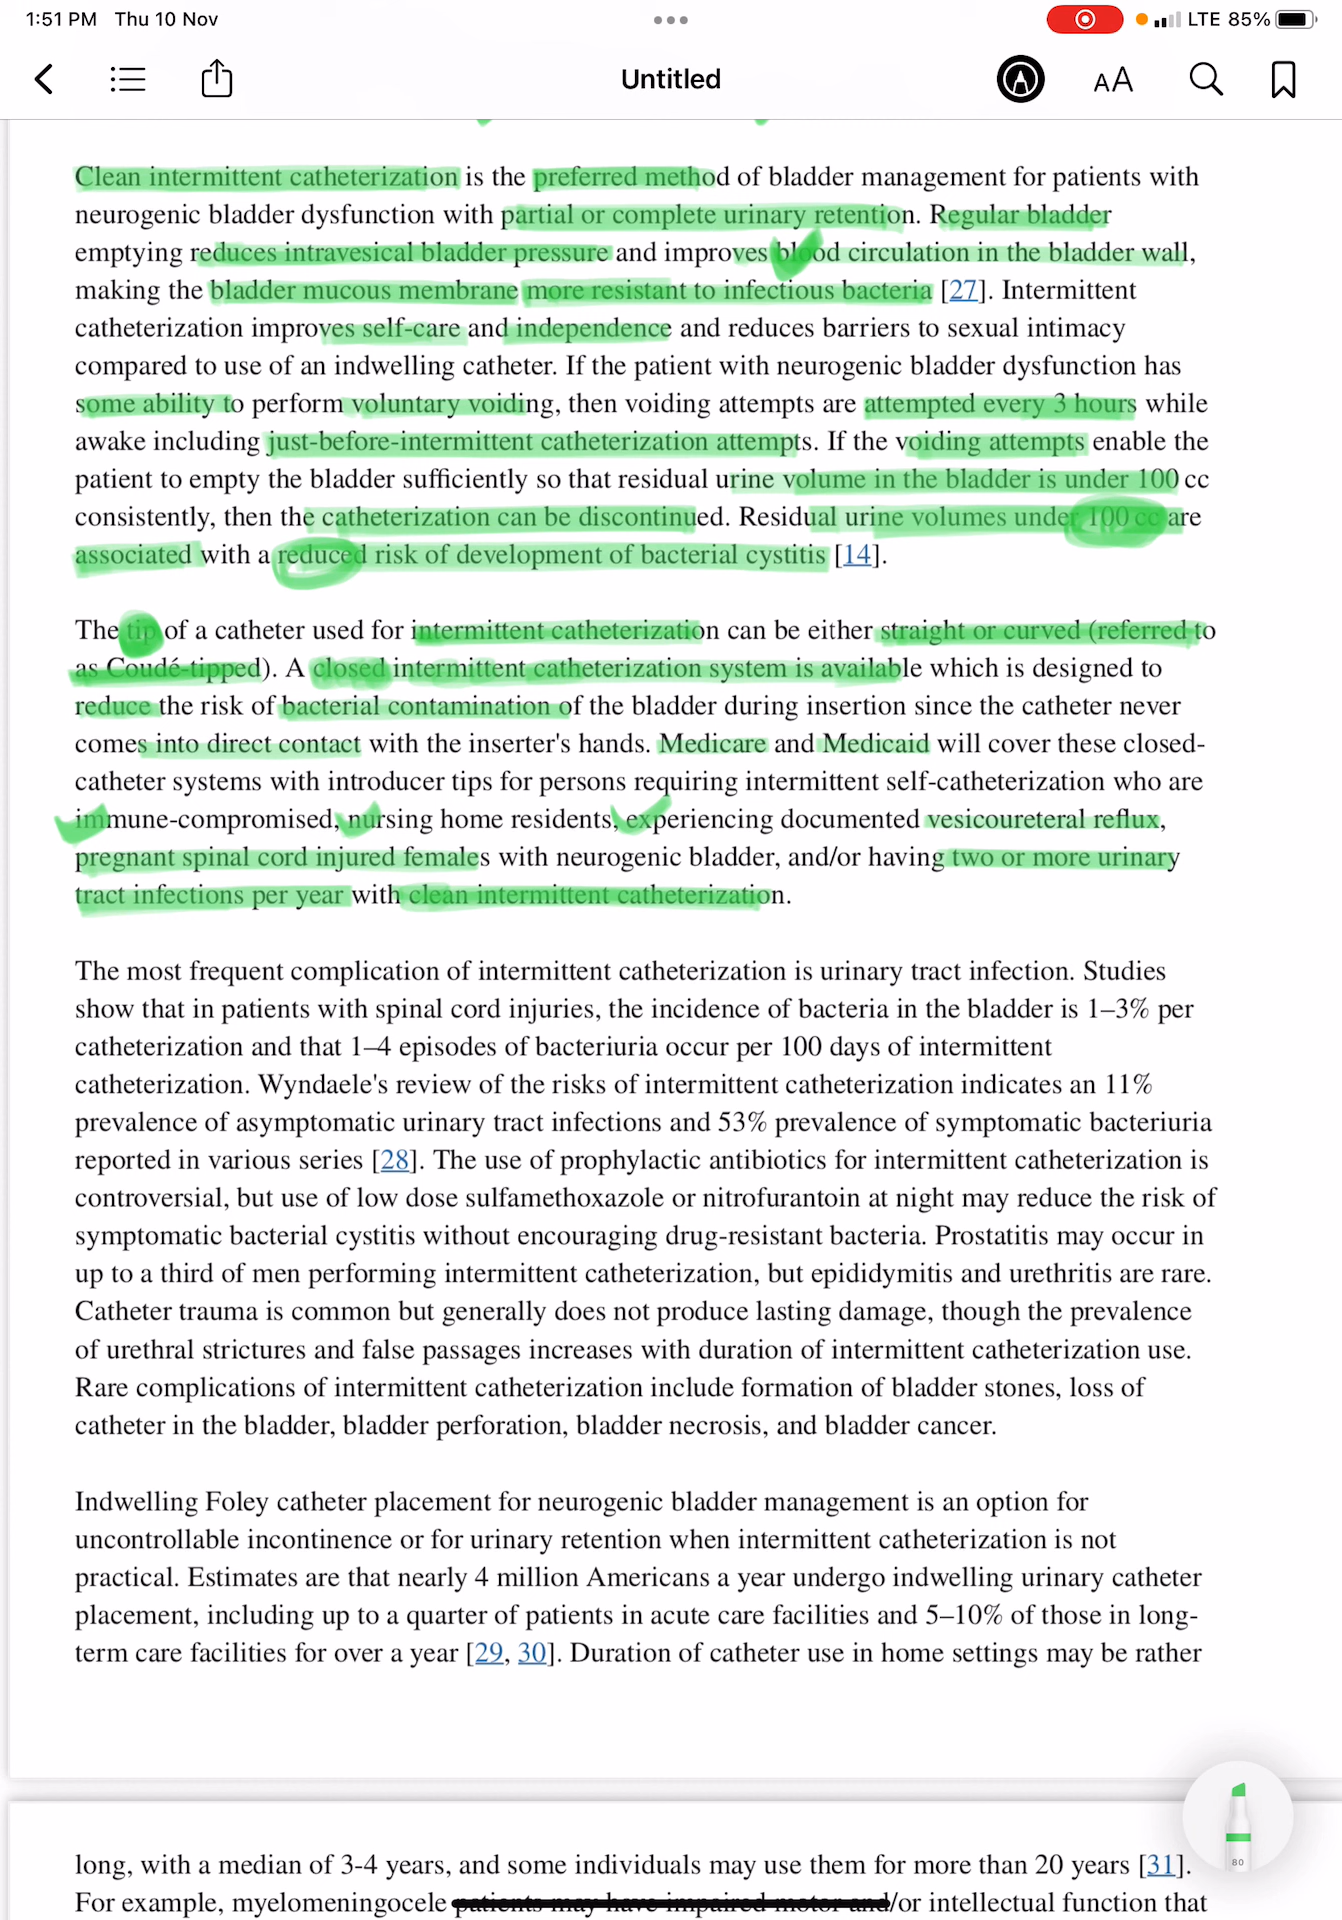 1:51 PM Thu 10 Nov
LTE 85%
Untitled
AA
Clean intermittent catheterization is the preferred method of bladder management for patients with
neurogenic bladder dysfunction with partial or complete urinary retention. Regular bladder
emptying reduces intravesical bladder pressure and improves blood circulation in the bladder wall,
making the bladder mucous membrane more resistant to infectious bacteria [27]. Intermittent
catheterization improves self-care and independence and reduces barriers to sexual intimacy
compared to use of an indwelling catheter. If the patient with neurogenic bladder dysfunction has
some ability to perform voluntary voiding, then voiding attempts are attempted every 3 hours while
awake including just-before-intermittent catheterization attempts. If the voiding attempts enable the
patient to empty the bladder sufficiently so that residual urine volume in the bladder is under 100 cc
consistently, then the catheterization can be discontinued. Residual urine volumes under 100 cc are
associated with a reduced risk of development of bacterial cystitis [14].
The tip of a catheter used for intermittent catheterization can be either straight or curved (referred to
as Coudé-tipped). A closed intermittent catheterization system is available which is designed to
reduce the risk of bacterial contamination of the bladder during insertion since the catheter never
comes into direct contact with the inserter's hands. Medicare and Medicaid will cover these closed-
catheter systems with introducer tips for persons requiring intermittent self-catheterization who are
immune-compromised, nursing home residents, experiencing documented vesicoureteral reflux,
pregnant spinal cord injured females with neurogenic bladder, and/or having two or more urinary
tract infections per year with clean intermittent catheterization.
The most frequent complication of intermittent catheterization is urinary tract infection. Studies
show that in patients with spinal cord injuries, the incidence of bacteria in the bladder is 1–3% per
catheterization and that 1–4 episodes of bacteriuria occur per 100 days of intermittent
catheterization. Wyndaele's review of the risks of intermittent catheterization indicates an 11%
prevalence of asymptomatic urinary tract infections and 53% prevalence of symptomatic bacteriuria
reported in various series [28]. The use of prophylactic antibiotics for intermittent catheterization is
controversial, but use of low dose sulfamethoxazole or nitrofurantoin at night may reduce the risk of
symptomatic bacterial cystitis without encouraging drug-resistant bacteria. Prostatitis may occur in
up to a third of men performing intermittent catheterization, but epididymitis and urethritis are rare.
Catheter trauma is common but generally does not produce lasting damage, though the prevalence
of urethral strictures and false passages increases with duration of intermittent catheterization use.
Rare complications of intermittent catheterization include formation of bladder stones, loss of
catheter in the bladder, bladder perforation, bladder necrosis, and bladder cancer.
Indwelling Foley catheter placement for neurogenic bladder management is an option for
uncontrollable incontinence or for urinary retention when intermittent catheterization is not
practical. Estimates are that nearly 4 million Americans a year undergo indwelling urinary catheter
placement, including up to a quarter of patients in acute care facilities and 5–10% of those in long-
term care facilities for over a year [29, 30]. Duration of catheter use in home settings may be rather
80
long, with a median of 3-4 years, and some individuals may use them for more than 20 years [31].
For example, myelomeningocele patients may have impaired motor and/or intellectual function that